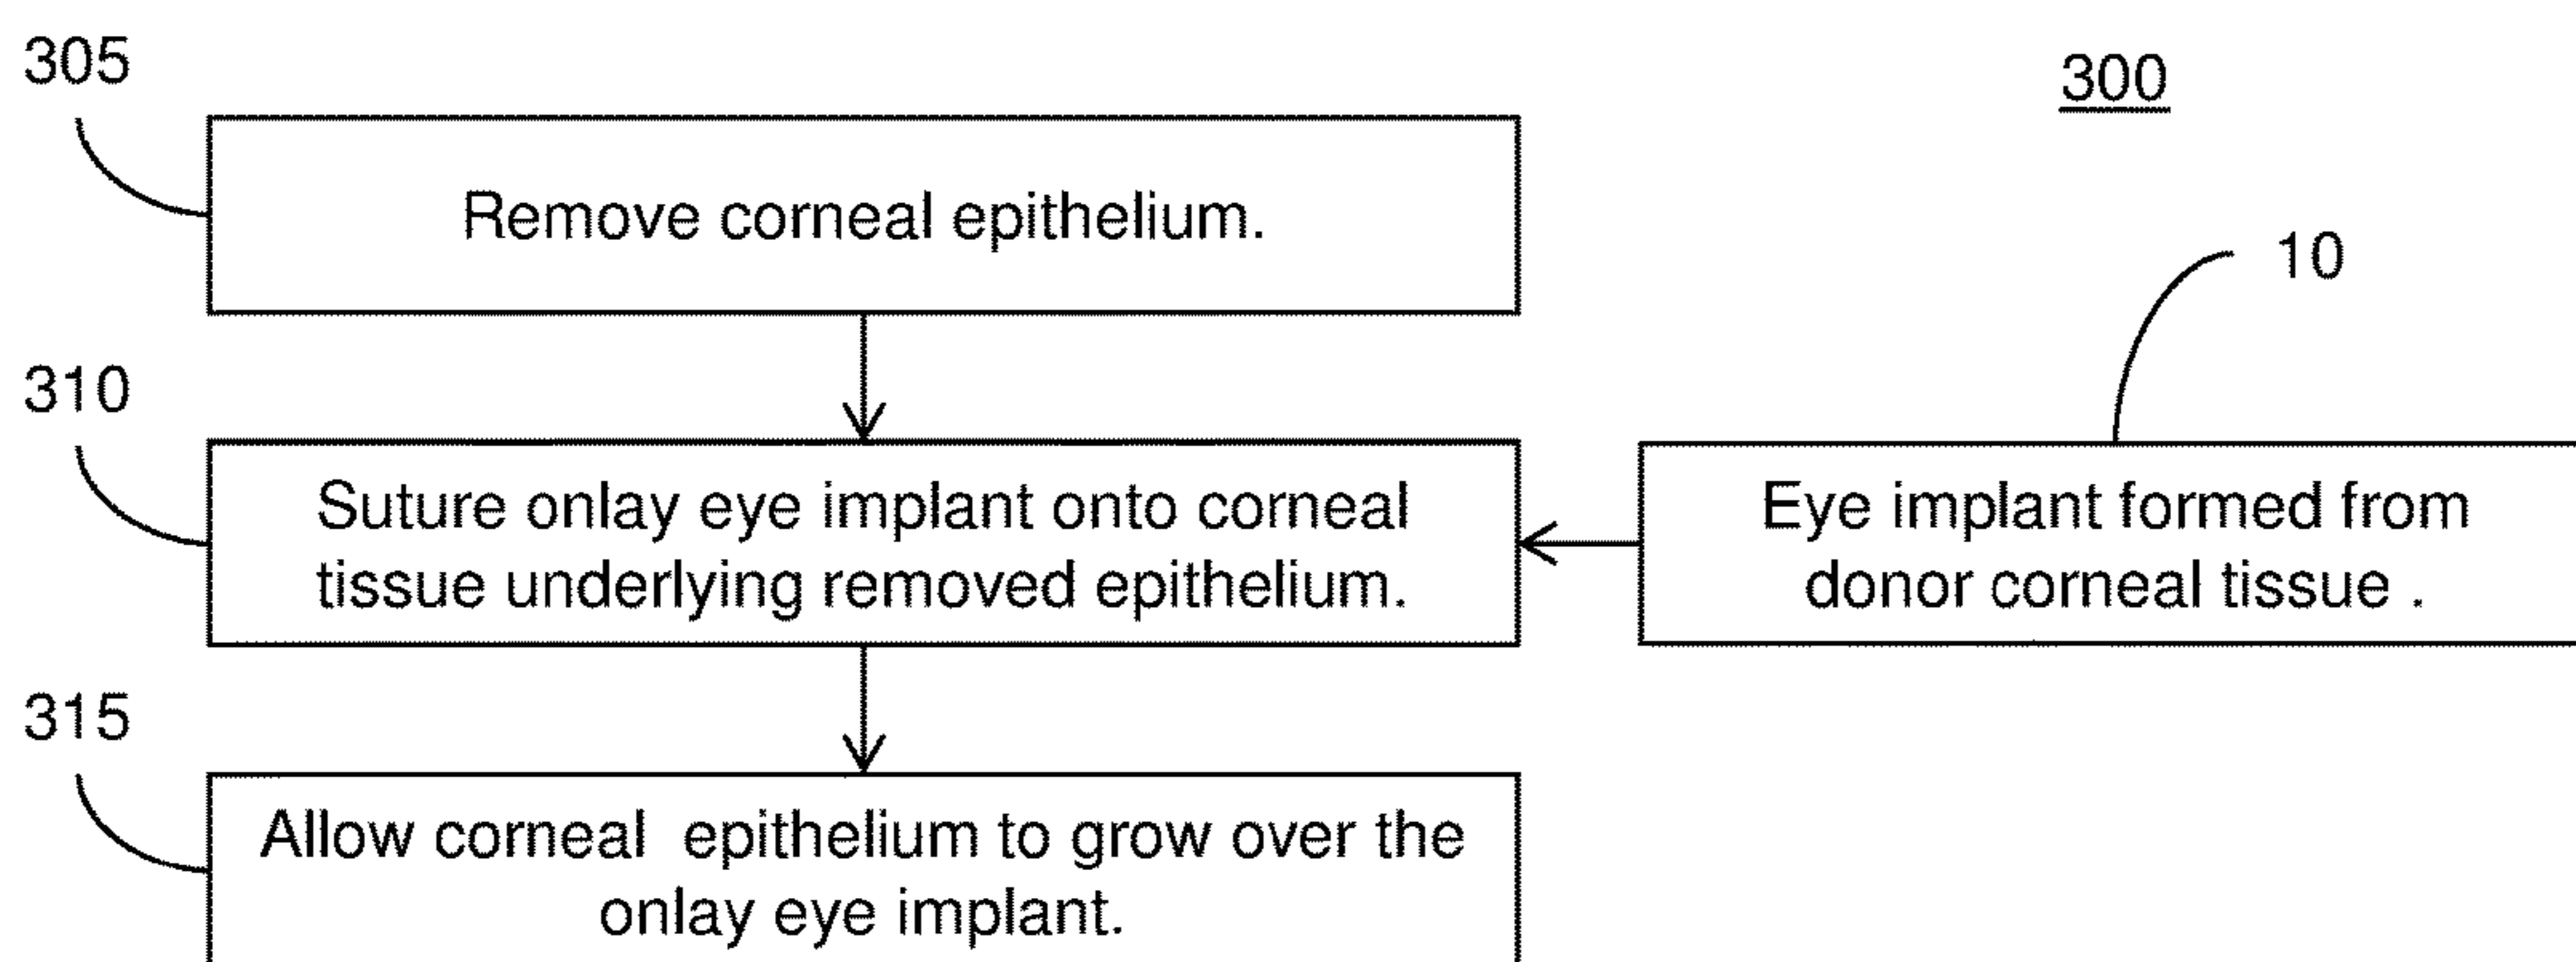 305
300
Remove corneal epithelium.
10
310
Suture onlay eye implant onto corneal
tissue underlying removed epithelium.
Eye implant formed from
donor corneal tissue .
315
Allow corneal  epithelium to grow over the
onlay eye implant.